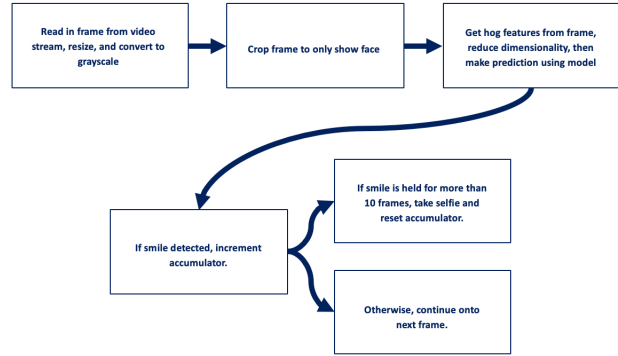 Read in frame from video
stream, resize, and convert to
grayscale
Crop frame to only show face
Get hog features from frame,
reduce dimensionality, then
make prediction using model
If smile detected, increment
accumulator.
If smile is held for more than
10 frames, take selfie and
reset accumulator.
Otherwise, continue onto
next frame.